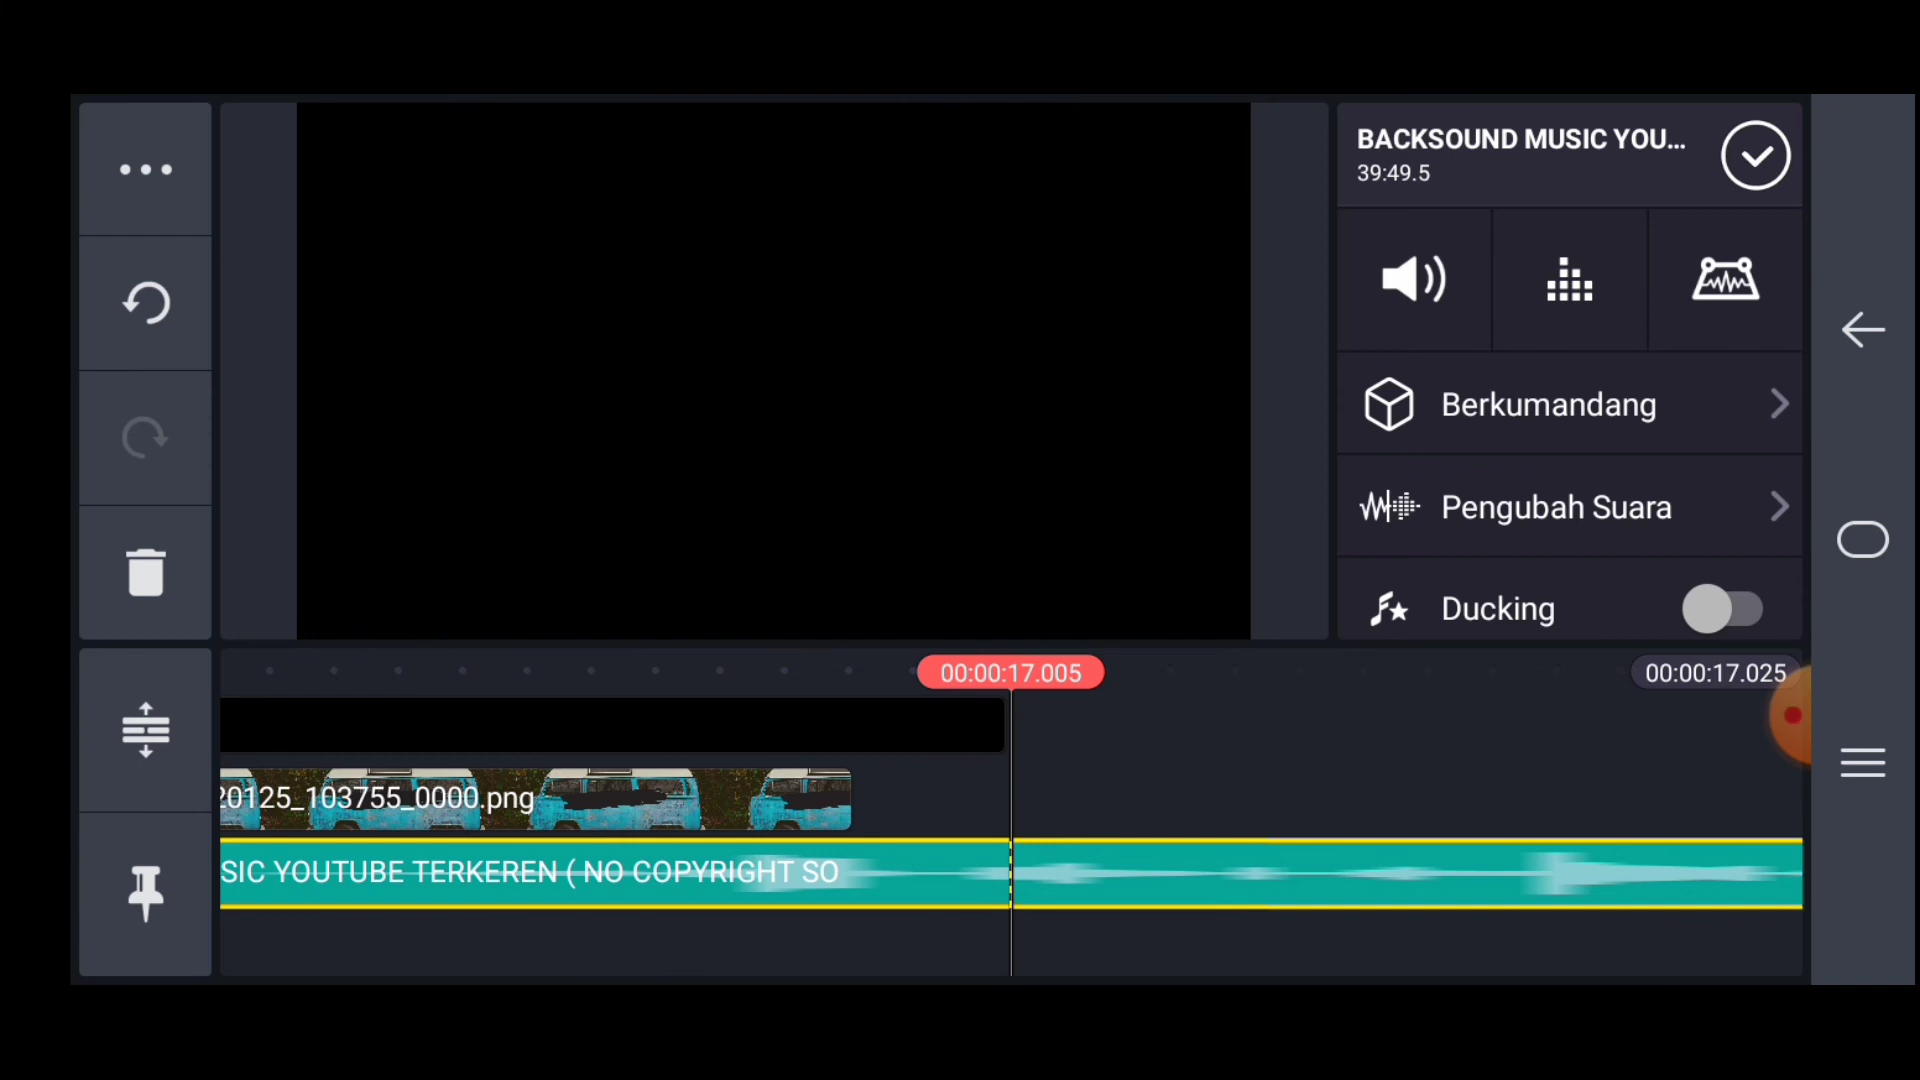 BACKSOUND MUSIC YOU...
39:49.5
Berkumandang
Pengubah Suara
Ducking
00:00:17.005
00:00:17.025
20125_103755_0000.png
SIC YOUTUBE TERKEREN ( NO COPYRIGHT SO